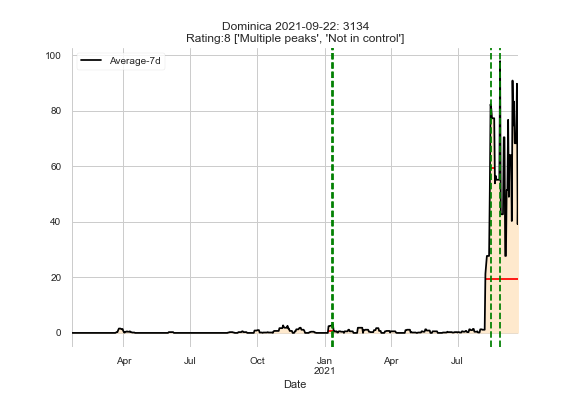 Dominica 2021-09-22: 3134
Rating:8 ['Multiple peaks', 'Not in control']
Average-7d
100
80
60
40
20
0
Apr Jul Oct Jan Apr Jul
2021
Date